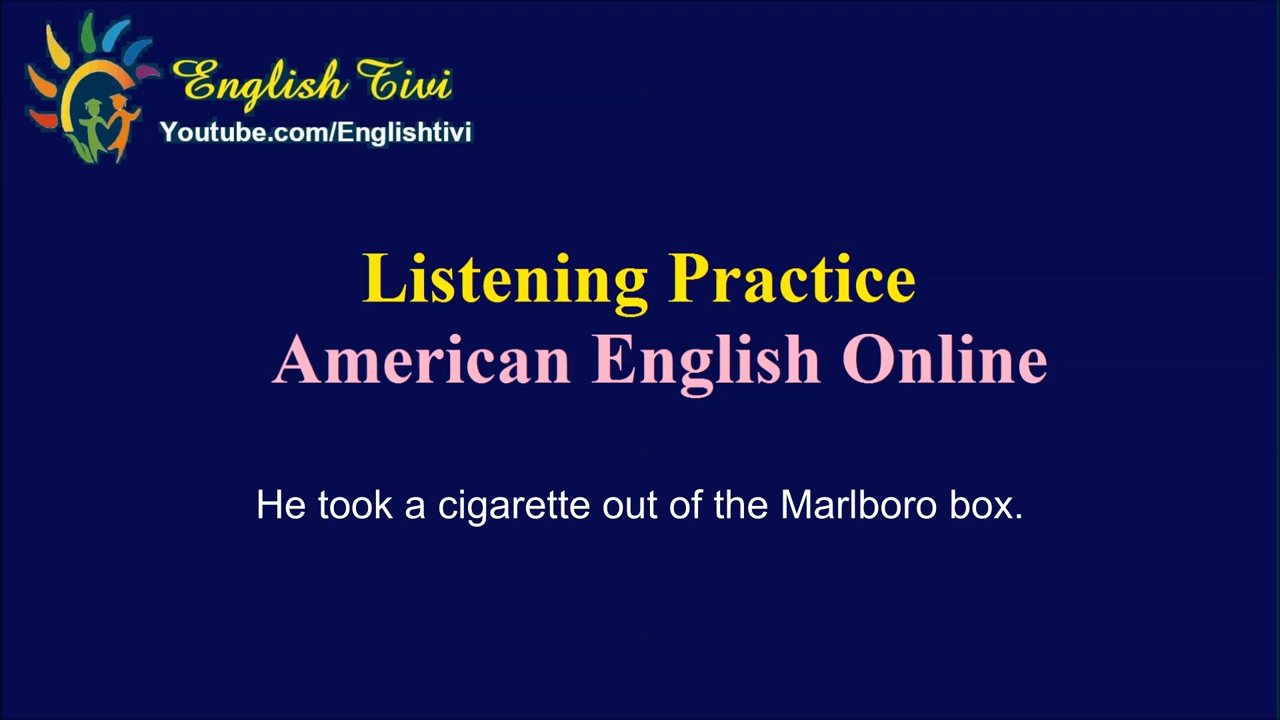 English Tivi
Youtube.com/Englishtivi
Listening Practice
American English Online
He took a cigarette out of the Marlboro box.